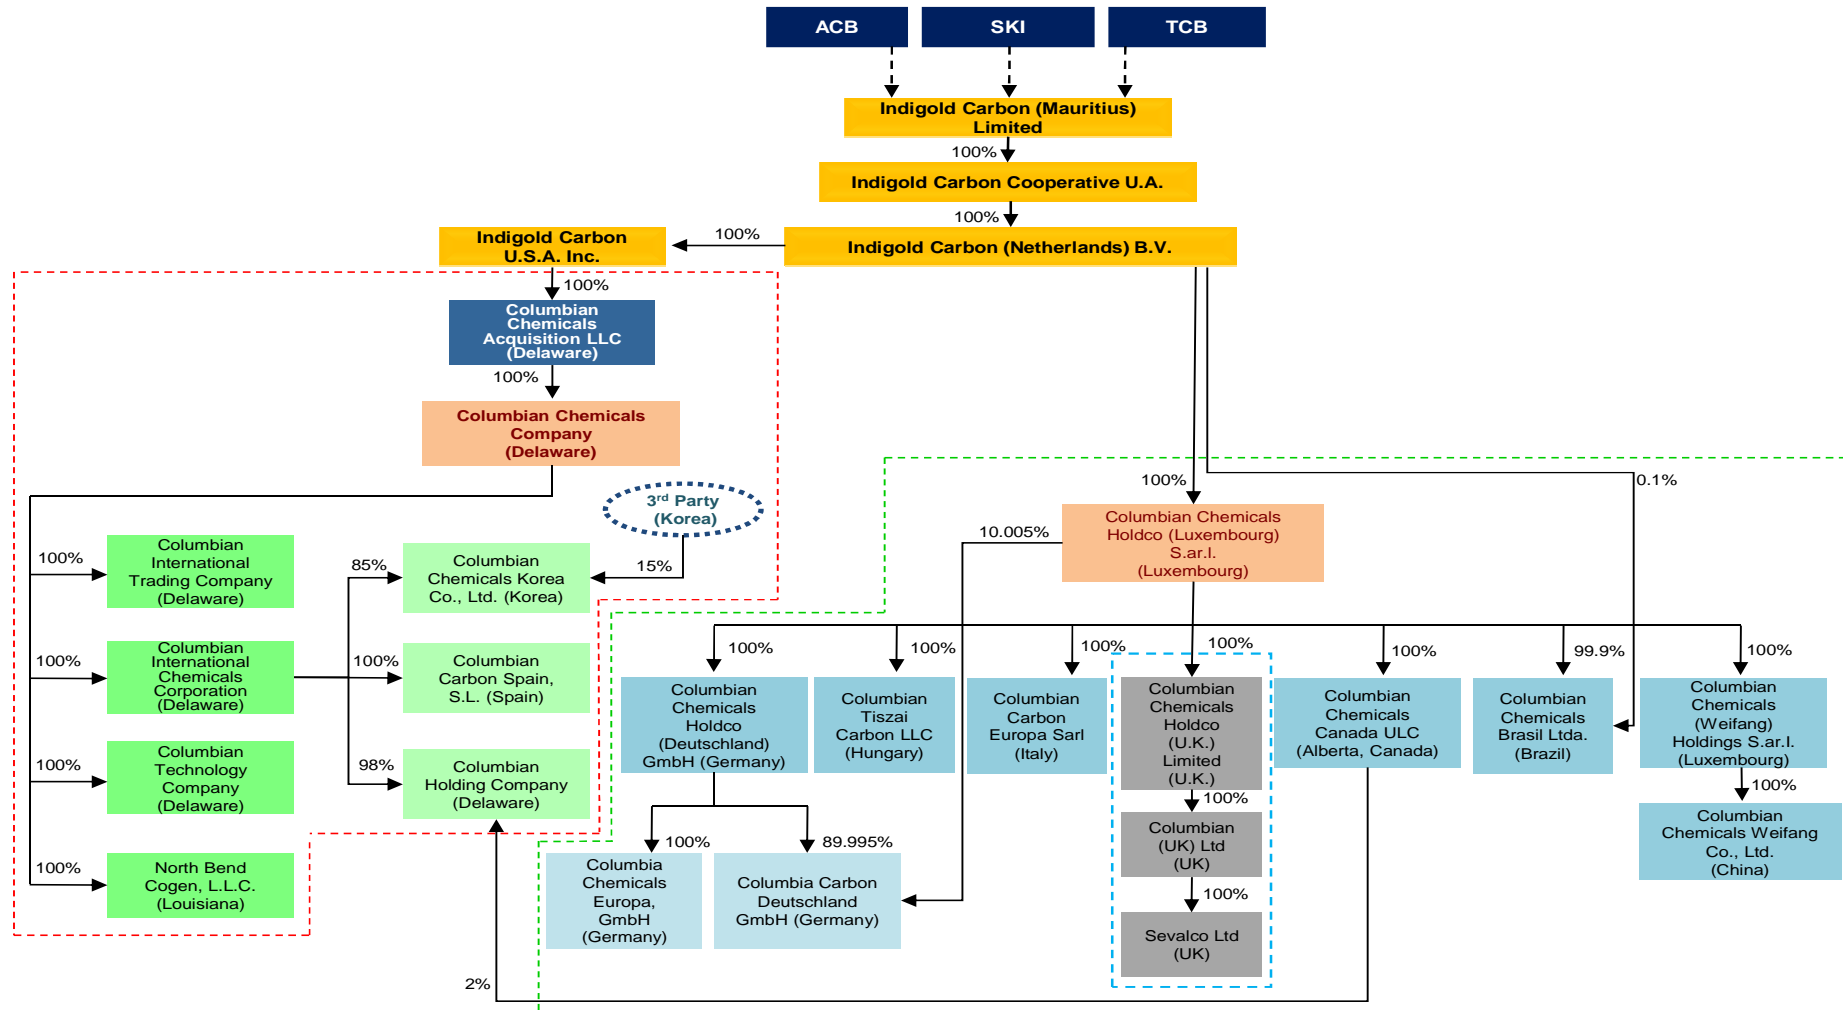 ACB
SKI
TCB
Indigold Carbon (Mauritius)
Limited
100%
Indigold Carbon Cooperative U.A.
100%
Indigold Carbon
U.S.A. Inc.
100%
Indigold Carbon (Netherlands) B.V.
100%
Columbian
Chemicals
Acquisition LLC
(Delaware)
100%
Columbian Chemicals
Company
(Delaware)
3rd Party
(Korea)
100%
0.1%
10.005%
Columbian Chemicals
Holdco (Luxembourg)
S.ar.l.
(Luxembourg)
100%
Columbian
International
Trading Company
(Delaware)
85%
Columbian
Chemicals Korea
Co., Ltd. (Korea)
15%
100%
Columbian
International
Chemicals
Corporation
(Delaware)
100%
Columbian
Carbon Spain,
S.L. (Spain)
100%
Columbian
Technology
Company
(Delaware)
98%
Columbian
Holding Company
(Delaware)
100%
North Bend
Cogen, L.L.C.
(Louisiana)
100%
100%
100%
100%
100%
99.9%
100%
Columbian
Chemicals
Holdco
(Deutschland)
GmbH (Germany)
Columbian
Tiszai
Carbon LLC
(Hungary)
Columbian
Carbon
Europa Sarl
(Italy)
Columbian
Chemicals
Holdco
(U.K.)
Limited
(U.K.)
Columbian
Chemicals
Canada ULC
(Alberta, Canada)
Columbian
Chemicals
Brasil Ltda.
(Brazil)
Columbian
Chemicals
(Weifang)
Holdings S.ar.l.
(Luxembourg)
100%
89.995%
100%
100%
Columbia
Chemicals
Europa,
GmbH
(Germany)
Columbia Carbon
Deutschland
GmbH (Germany)
Columbian
(UK) Ltd
(UK)
Columbian
Chemicals Weifang
Co., Ltd.
(China)
100%
Sevalco Ltd
(UK)
2%